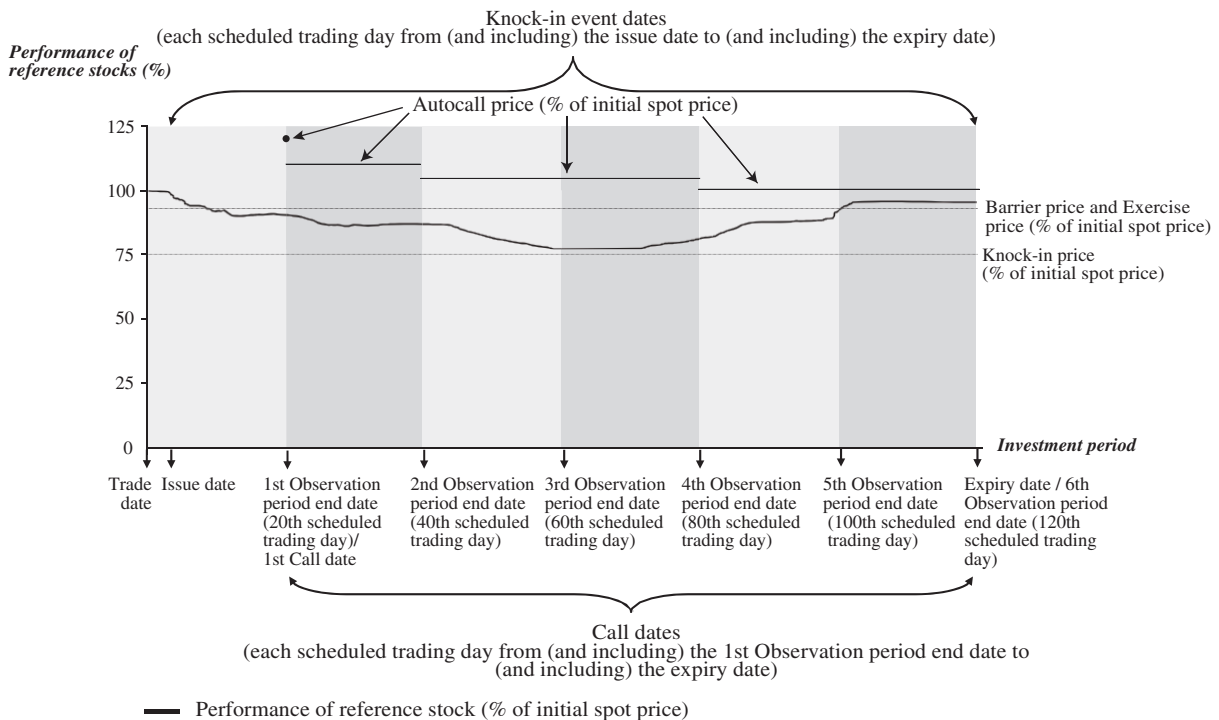 Knock-in event dates
(each scheduled trading day from (and including) the issue date to (and including) the expiry date)
Performance of
reference stocks (%)
Autocall price (% of initial spot price)
125
100
75
50
25
0
Barrier price and Exercise
price (% of initial spot price)
Knock-in price
(% of initial spot price)
Investment period
Trade
date
Issue date
1st Observation
period end date
(20th scheduled
trading day)/
1st Call date
2nd Observation
period end date
(40th scheduled
trading day)
3rd Observation
period end date
(60th scheduled
trading day)
4th Observation
period end date
(80th scheduled
trading day)
5th Observation
period end date
(100th scheduled
trading day)
Expiry date / 6th
Observation period
end date (120th
scheduled trading
day)
Call dates
(each scheduled trading day from (and including) the 1st Observation period end date to
(and including) the expiry date)
Performance of reference stock (% of initial spot price)